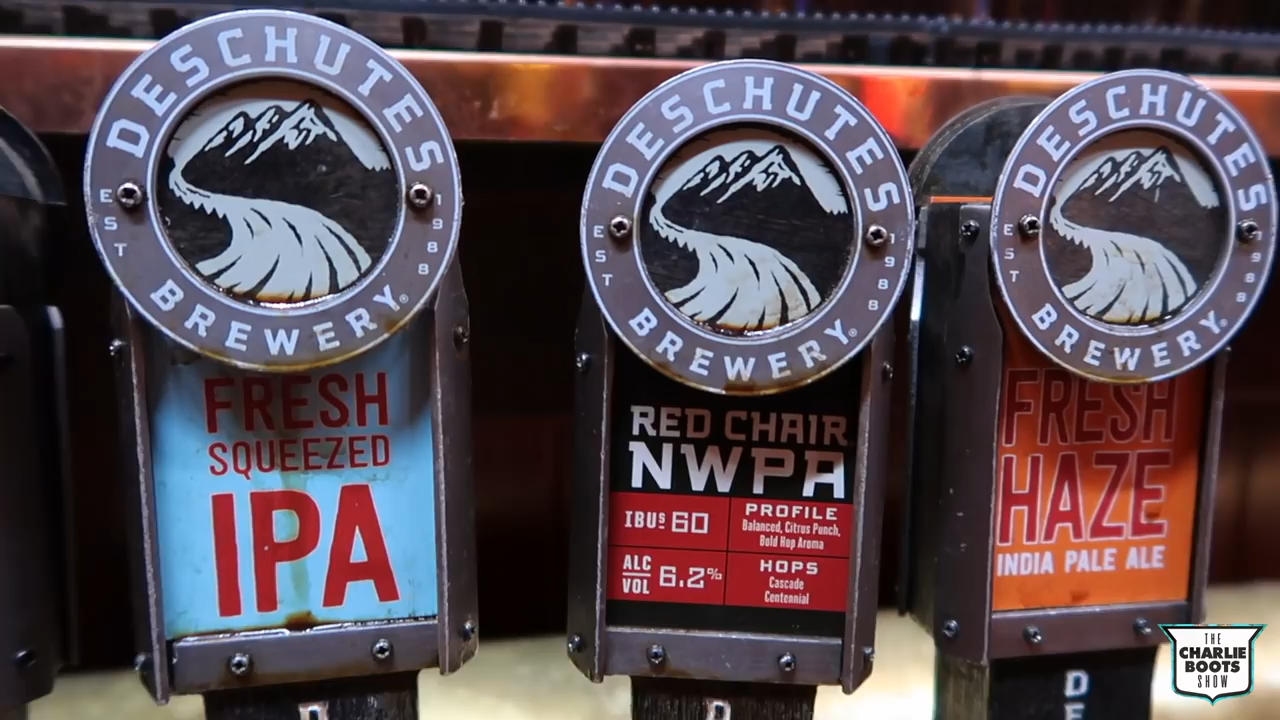 DESCHUTES
EST 1988
BREWERY®
FRESH
SQUEEZED
IPA
D
DESCHUTES
EST 1988
BREWERY®
RED CHAIR
NWPA
IBUs 60
PROFILE
Balanced, Citrus Punch,
Bold Hop Aroma
ALC
VOL 6.2%
HOPS
Cascade
Centennial
D
DESCHUTES
EST 1988
BREWERY®
FRESH
HAZE
INDIA PALE ALE
D
E
THE
CHARLIE
BOOTS
SHOW